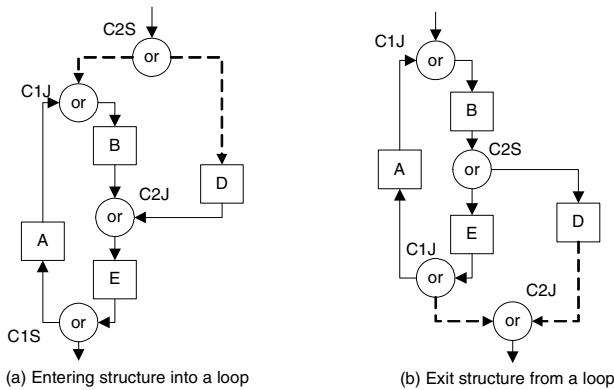 C2S
or
C1J
or
B
D
C2J
or
A
E
C1S
or
(a) Entering structure into a loop
C1J
or
B
C2S
or
A
D
E
C1J
or
C2J
or
(b) Exit structure from a loop